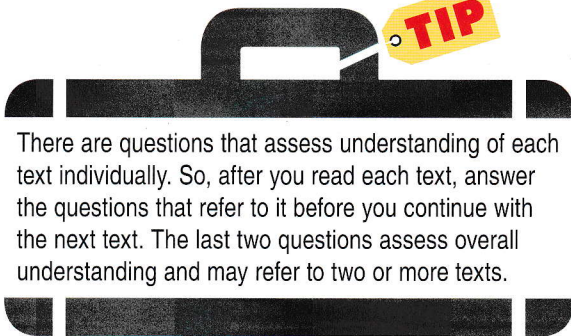 TIP
There are questions that assess understanding of each
text individually. So, after you read each text, answer
the questions that refer to it before you continue with
the next text. The last two questions assess overall
understanding and may refer to two or more texts.